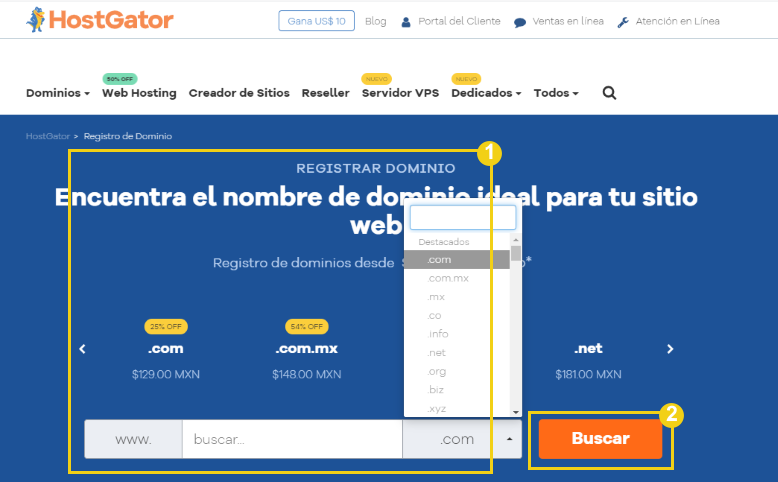 HostGator
Gana US$ 10
Blog
Portal del Cliente
Ventas en línea
Atención en Línea
50% OFF
NUEVO
NUEVO
Dominios
Web Hosting
Creador de Sitios
Reseller
Servidor VPS
Dedicados
Todos
HostGator > Registro de Dominio
1
REGISTRAR DOMINIO
Encuentra el nombre de dominio ideal para tu sitio
web
Registro de dominios desde
Destacados
.com
.com.mx
.mx
.co
.info
.net
.org
.biz
.xyz
25% OFF
54% OFF
.com
.com.mx
.net
$129.00 MXN
$148.00 MXN
$181.00 MXN
2
www.
buscar...
.com
Buscar